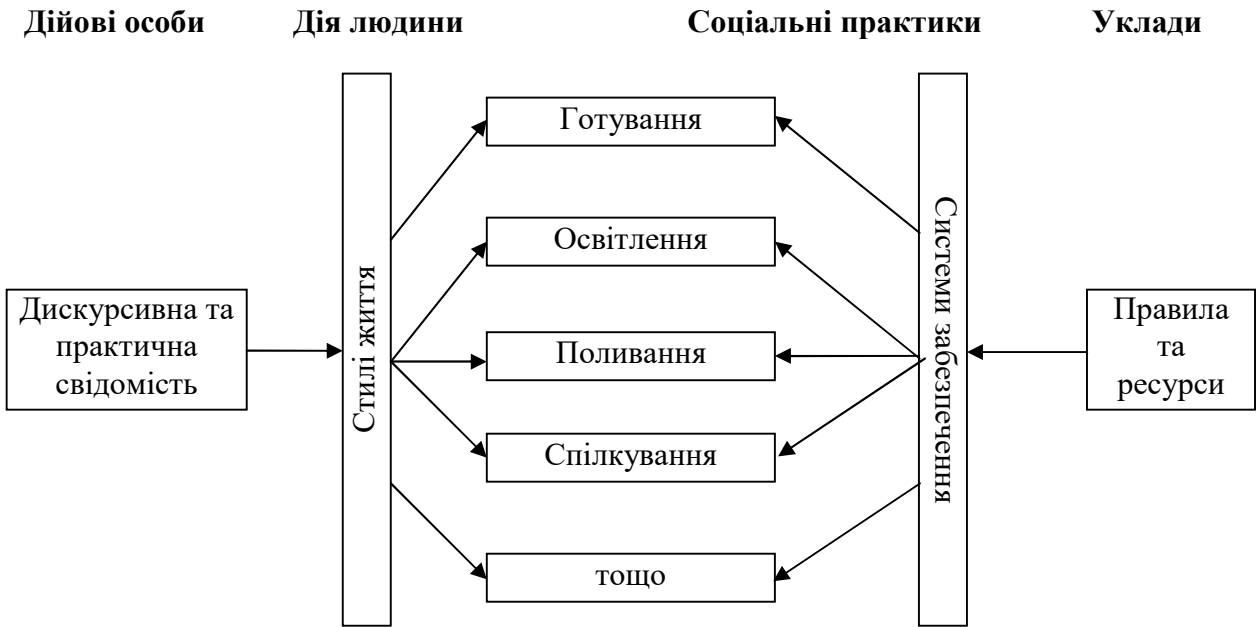 Дійові особи Дія людини Соціальні практики Уклади
Готування
Освітлення
Дискурсивна та
практична
свідомість
Стилі життя
Поливання
Системи забезпечення
Правила
та
ресурси
Спілкування
тощо